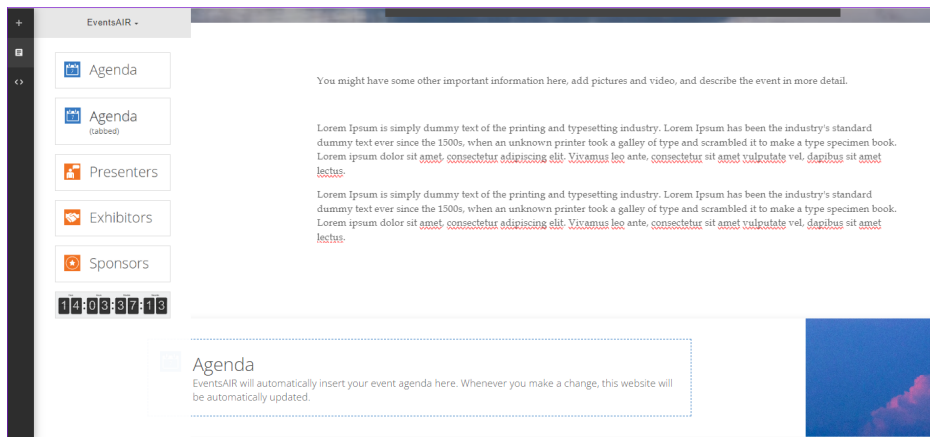 EventsAIR
Agenda
Agenda
(tabbed)
Presenters
Exhibitors
Sponsors
14:03:37:13
You might have some other important information here, add pictures and video, and describe the event in more detail.
Lorem Ipsum is simply dummy text of the printing and typesetting industry. Lorem Ipsum has been the industry's standard
dummy text ever since the 1500s, when an unknown printer took a galley of type and scrambled it to make a type specimen book.
Lorem ipsum dolor sit amet, consectetur adipiscing elit. Vivamus leo ante, consectetur sit amet vulputate vel, dapibus sit amet
lectus.
Lorem Ipsum is simply dummy text of the printing and typesetting industry. Lorem Ipsum has been the industry's standard
dummy text ever since the 1500s, when an unknown printer took a galley of type and scrambled it to make a type specimen book.
Lorem ipsum dolor sit amet, consectetur adipiscing elit. Vivamus leo ante, consectetur sit amet vulputate vel, dapibus sit amet
lectus.
Agenda
EventsAIR will automatically insert your event agenda here. Whenever you make a change, this website will
be automatically updated.